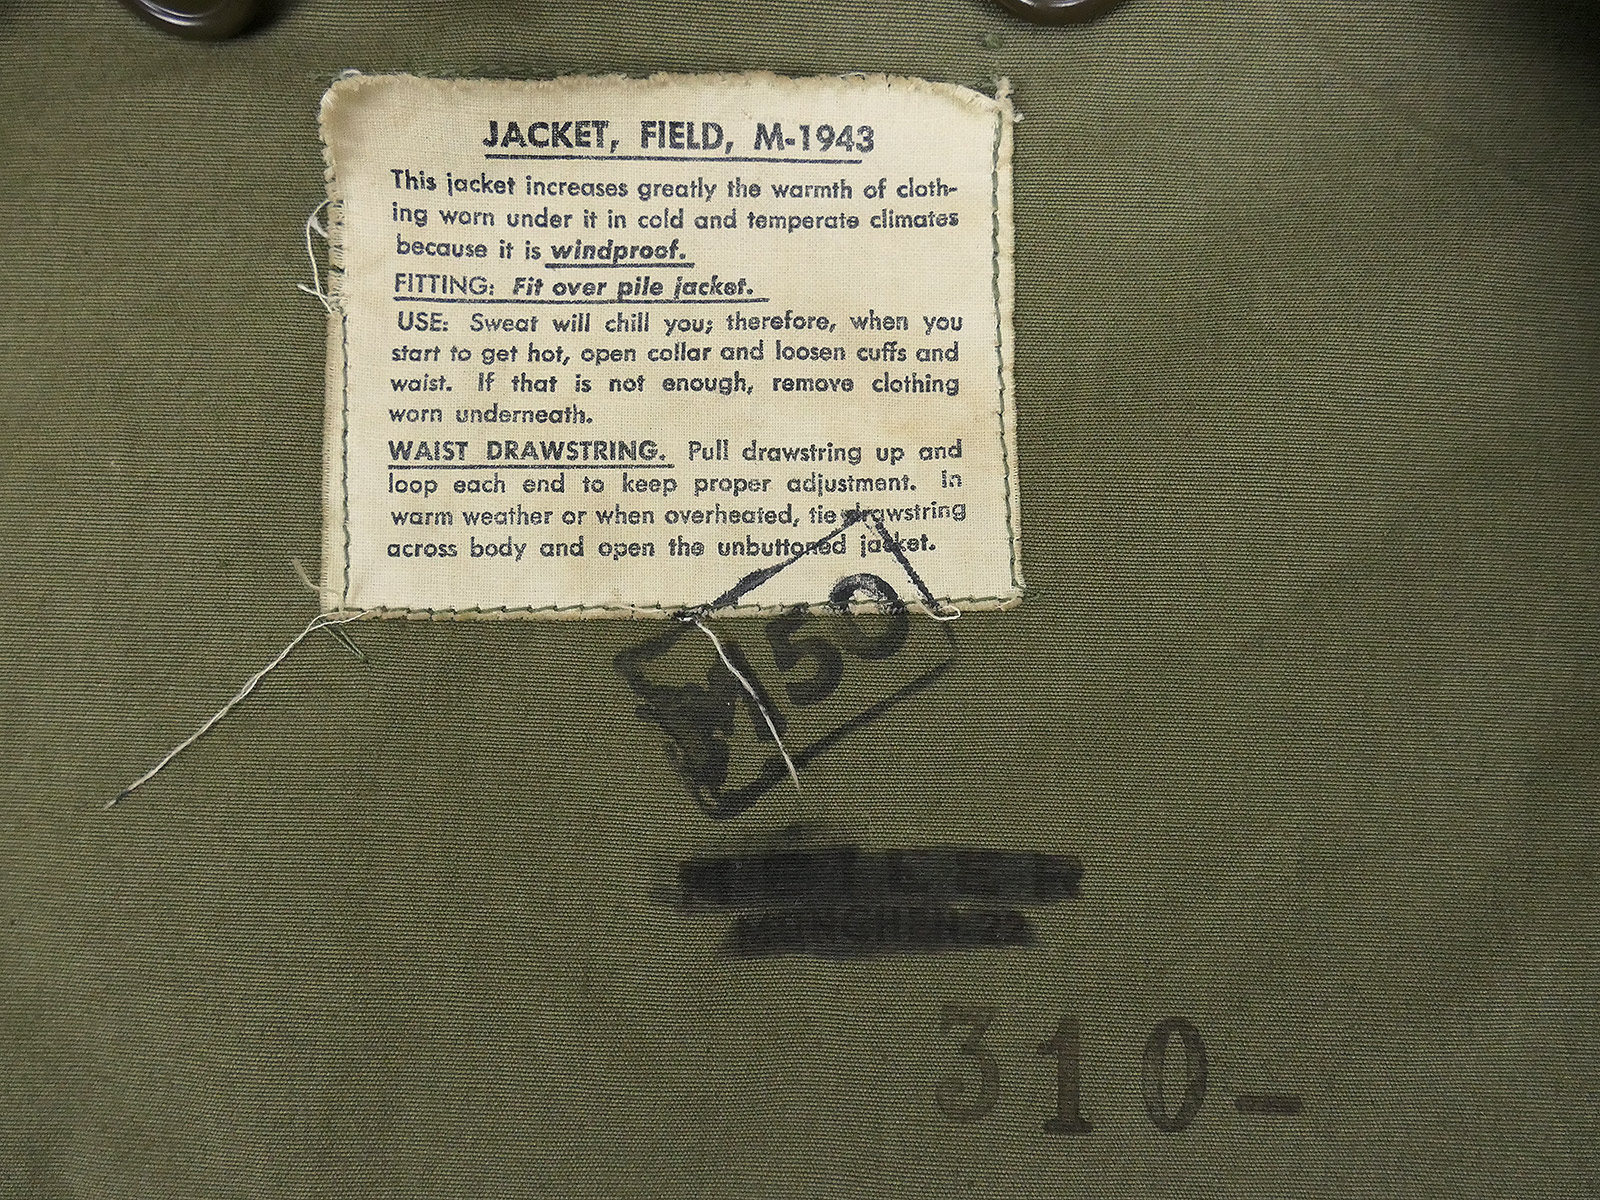 JACKET, FIELD, M-1943
This jacket increases greatly the warmth of cloth-
ing worn under it in cold and temperate climates
because it is windproof.
FITTING: Fit over pile jacket.
USE: Sweat will chill you; therefore, when you
start to get hot, open collar and loosen cuffs and
waist. If that is not enough, remove clothing
worn underneath.
WAIST DRAWSTRING. Pull drawstring up and
loop each end to keep proper adjustment. In
warm weather or when overheated, tie drawstring
across body and open the unbuttoned jacket.
50
310-